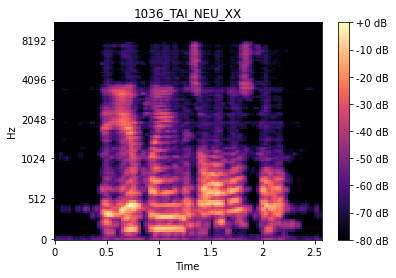 1036_TAI_NEU_XX
Hz
8192
4096
2048
1024
512
0
0
0.5
1
1.5
2
2.5
Time
+0 dB
-10 dB
-20 dB
-30 dB
-40 dB
-50 dB
-60 dB
-70 dB
-80 dB